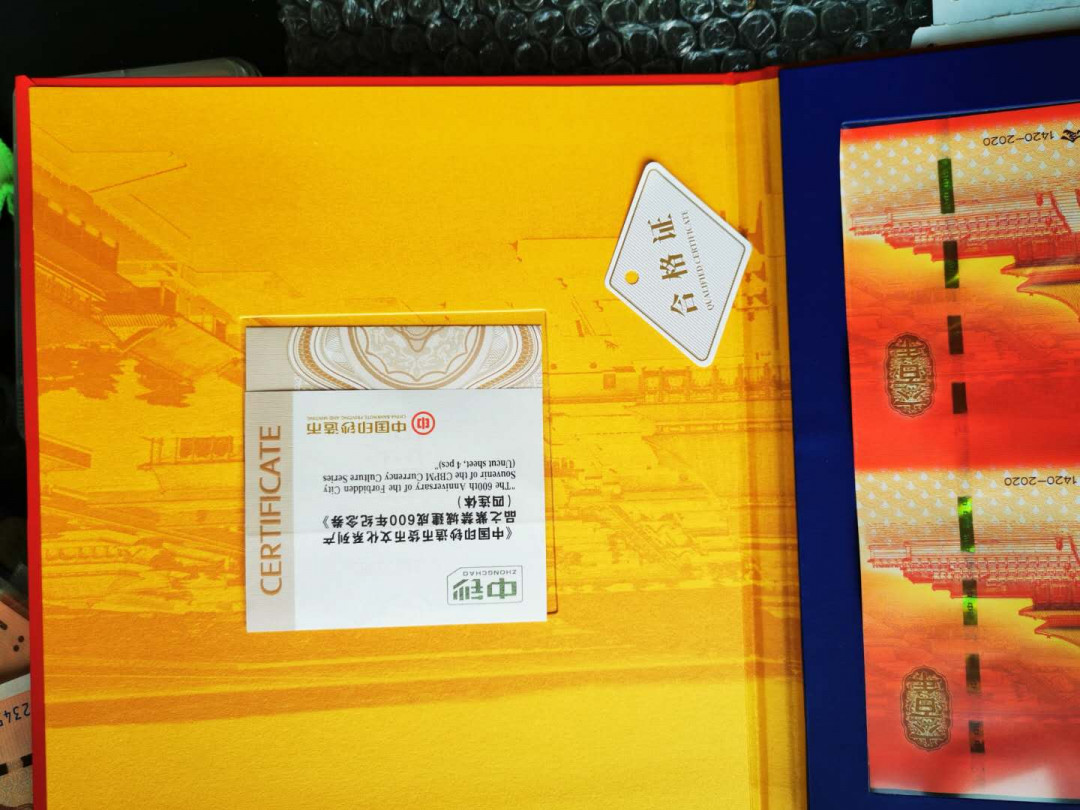 CERTIFICATE
中钞
ZHONGCHAO
《中国印钞造币货币文化系列产
品之紫禁城建成600年纪念券》
（四连体）
"The 600th Anniversary of the Forbidden City
Souvenir of the CBPM Currency Culture Series
(Uncut sheet, 4 pcs)"
中国印钞造币
CHINA BANKNOTE PRINTING AND MINTING
合格证
QUALIFIED CERTIFICATE
1420-2020
1420-2020